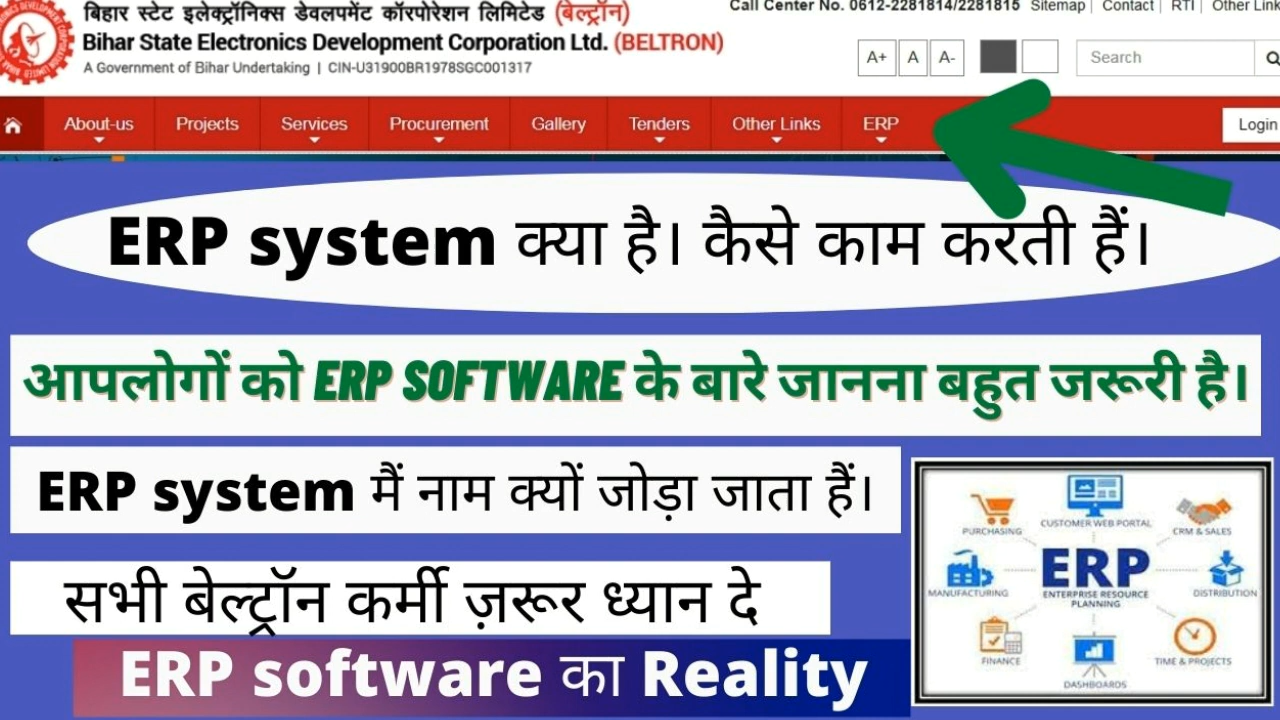 बिहार स्टेट इलेक्ट्रॉनिक्स डेवलपमेंट कॉरपोरेशन लिमिटेड (बेल्ट्रॉन)
Call Center No. 0612-2281814/2281815 Sitemap | Contact | RTI | Other Link
Bihar State Electronics Development Corporation Ltd. (BELTRON)
A Government of Bihar Undertaking | CIN-U31900BR1978SGC001317
A+ A A- Search
About-us Projects Services Procurement Gallery Tenders Other Links ERP Login
ERP system क्या है। कैसे काम करती हैं।
आपलोगों को ERP SOFTWARE के बारे जानना बहुत जरूरी है।
ERP system मैं नाम क्यों जोड़ा जाता हैं।
सभी बेल्ट्रॉन कर्मी ज़रूर ध्यान दे
ERP software का Reality
PURCHASING
CUSTOMER WEB PORTAL
CRM & SALES
ERP
ENTERPRISE RESOURCE
PLANNING
MANUFACTURING
DISTRIBUTION
FINANCE
DASHBOARDS
TIME & PROJECTS